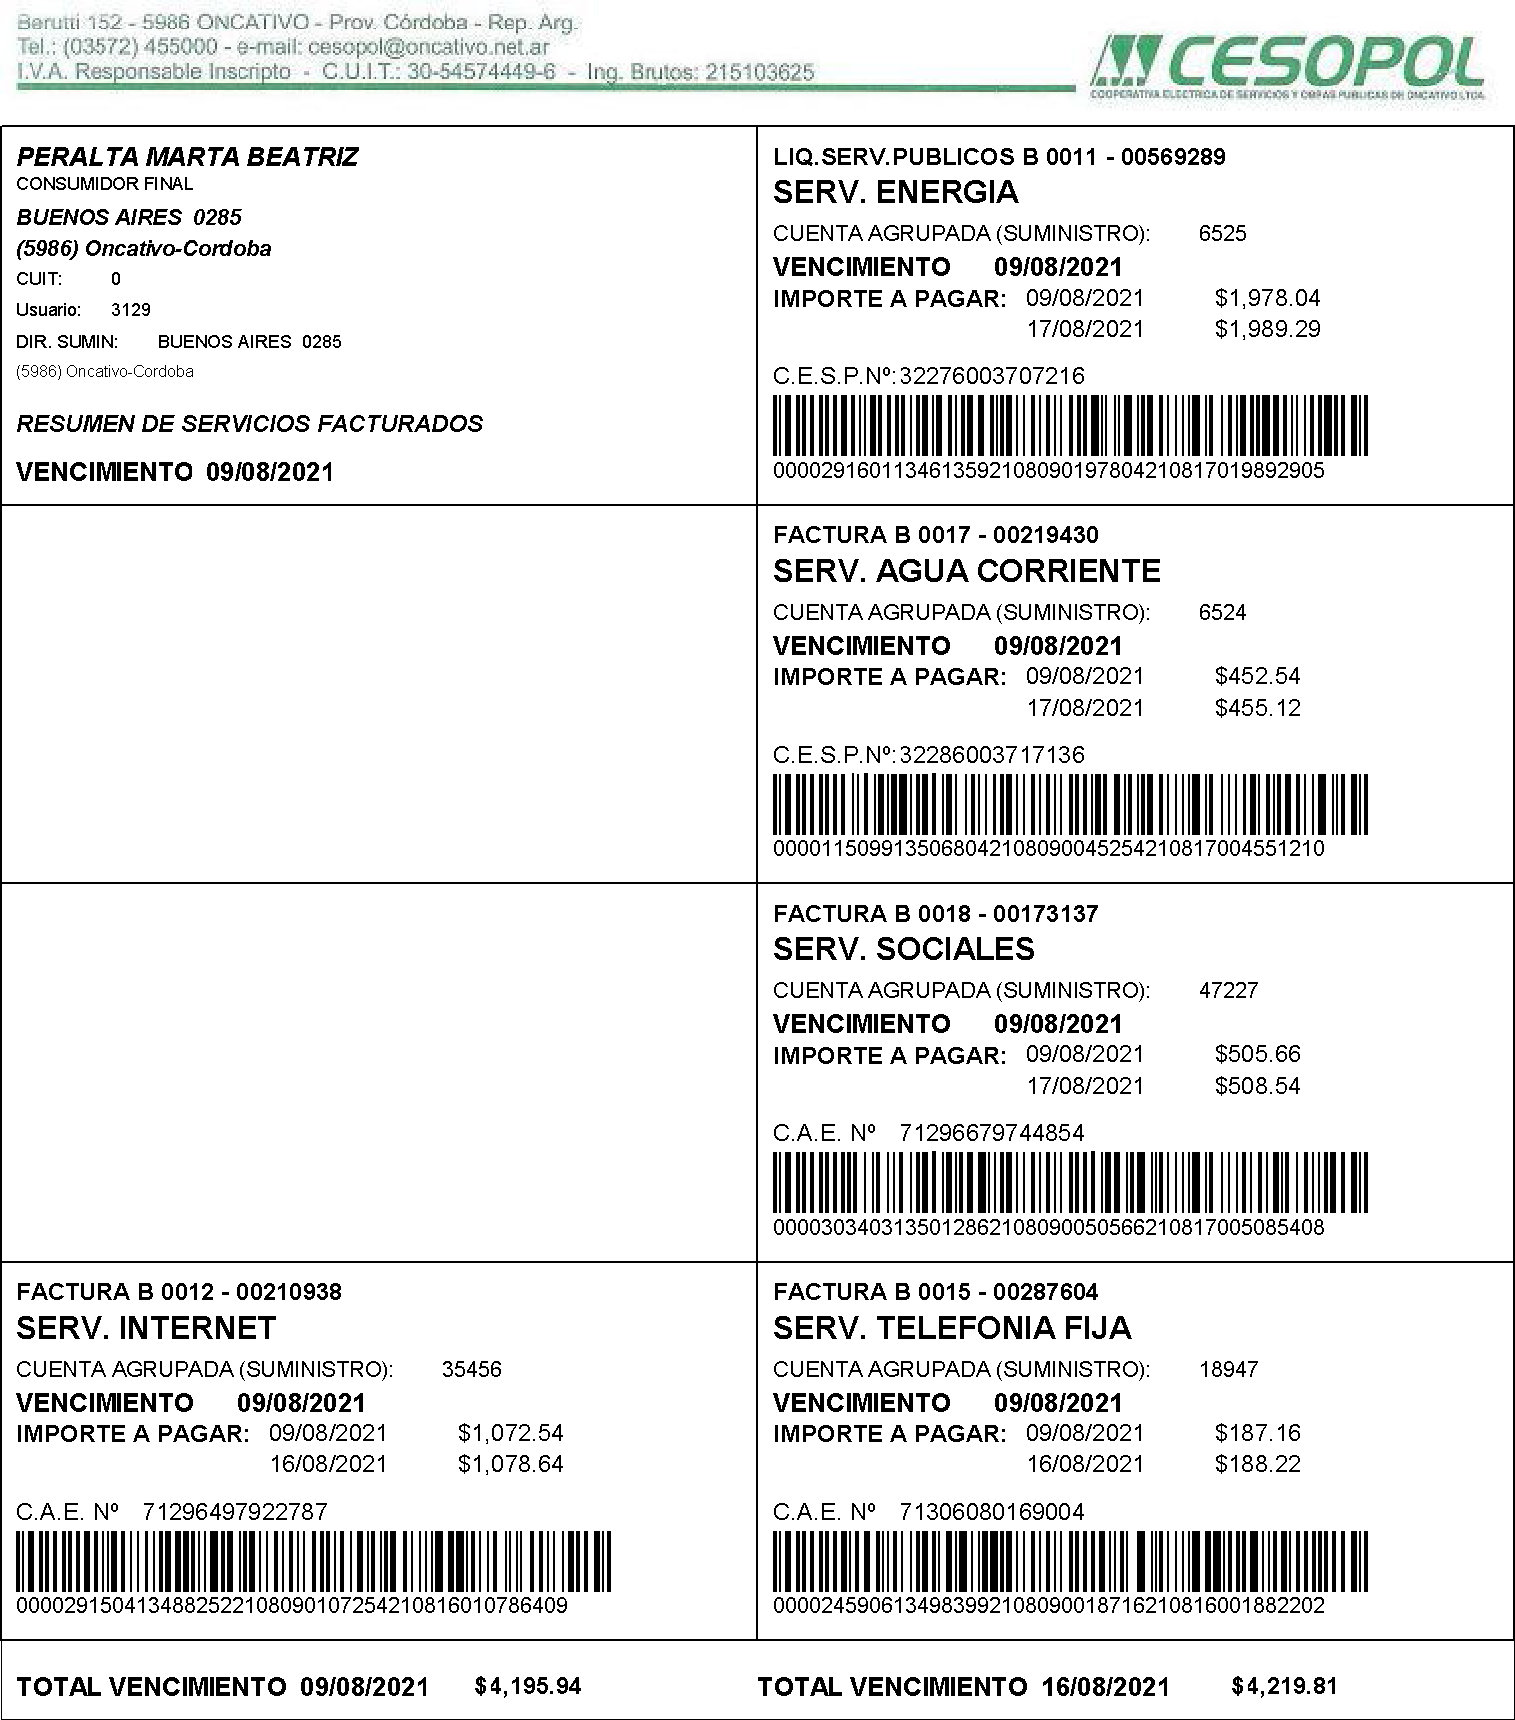 Berutti 152 - 5986 ONCATIVO - Prov. Córdoba - Rep. Arg.
Tel.: (03572) 455000 - e-mail: cesopol@oncativo.net.ar
I.V.A. Responsable Inscripto - C.U.I.T.: 30-54574449-6 - Ing. Brutos: 215103625
CESOPOL
COOPERATIVA ELECTRICA DE SERVICIOS Y OBRAS PUBLICAS DE ONCATIVO LTDA.
PERALTA MARTA BEATRIZ
CONSUMIDOR FINAL
BUENOS AIRES 0285
(5986) Oncativo-Cordoba
CUIT: 0
Usuario: 3129
DIR. SUMIN: BUENOS AIRES 0285
(5986) Oncativo-Cordoba
RESUMEN DE SERVICIOS FACTURADOS
VENCIMIENTO 09/08/2021
LIQ.SERV.PUBLICOS B 0011 - 00569289
SERV. ENERGIA
CUENTA AGRUPADA (SUMINISTRO): 6525
VENCIMIENTO 09/08/2021
IMPORTE A PAGAR: 09/08/2021 $1,978.04
17/08/2021 $1,989.29
C.E.S.P.Nº: 32276003707216
0000291601134613592108090197804210817019892905
FACTURA B 0017 - 00219430
SERV. AGUA CORRIENTE
CUENTA AGRUPADA (SUMINISTRO): 6524
VENCIMIENTO 09/08/2021
IMPORTE A PAGAR: 09/08/2021 $452.54
17/08/2021 $455.12
C.E.S.P.Nº: 32286003717136
0000115099135068042108090045254210817004551210
FACTURA B 0018 - 00173137
SERV. SOCIALES
CUENTA AGRUPADA (SUMINISTRO): 47227
VENCIMIENTO 09/08/2021
IMPORTE A PAGAR: 09/08/2021 $505.66
17/08/2021 $508.54
C.A.E. Nº 71296679744854
0000303403135012862108090050566210817005085408
FACTURA B 0012 - 00210938
SERV. INTERNET
CUENTA AGRUPADA (SUMINISTRO): 35456
VENCIMIENTO 09/08/2021
IMPORTE A PAGAR: 09/08/2021 $1,072.54
16/08/2021 $1,078.64
C.A.E. Nº 71296497922787
0000291504134882522108090107254210816010786409
FACTURA B 0015 - 00287604
SERV. TELEFONIA FIJA
CUENTA AGRUPADA (SUMINISTRO): 18947
VENCIMIENTO 09/08/2021
IMPORTE A PAGAR: 09/08/2021 $187.16
16/08/2021 $188.22
C.A.E. Nº 71306080169004
0000245906134983992108090018716210816001882202
TOTAL VENCIMIENTO 09/08/2021 $4,195.94
TOTAL VENCIMIENTO 16/08/2021 $4,219.81